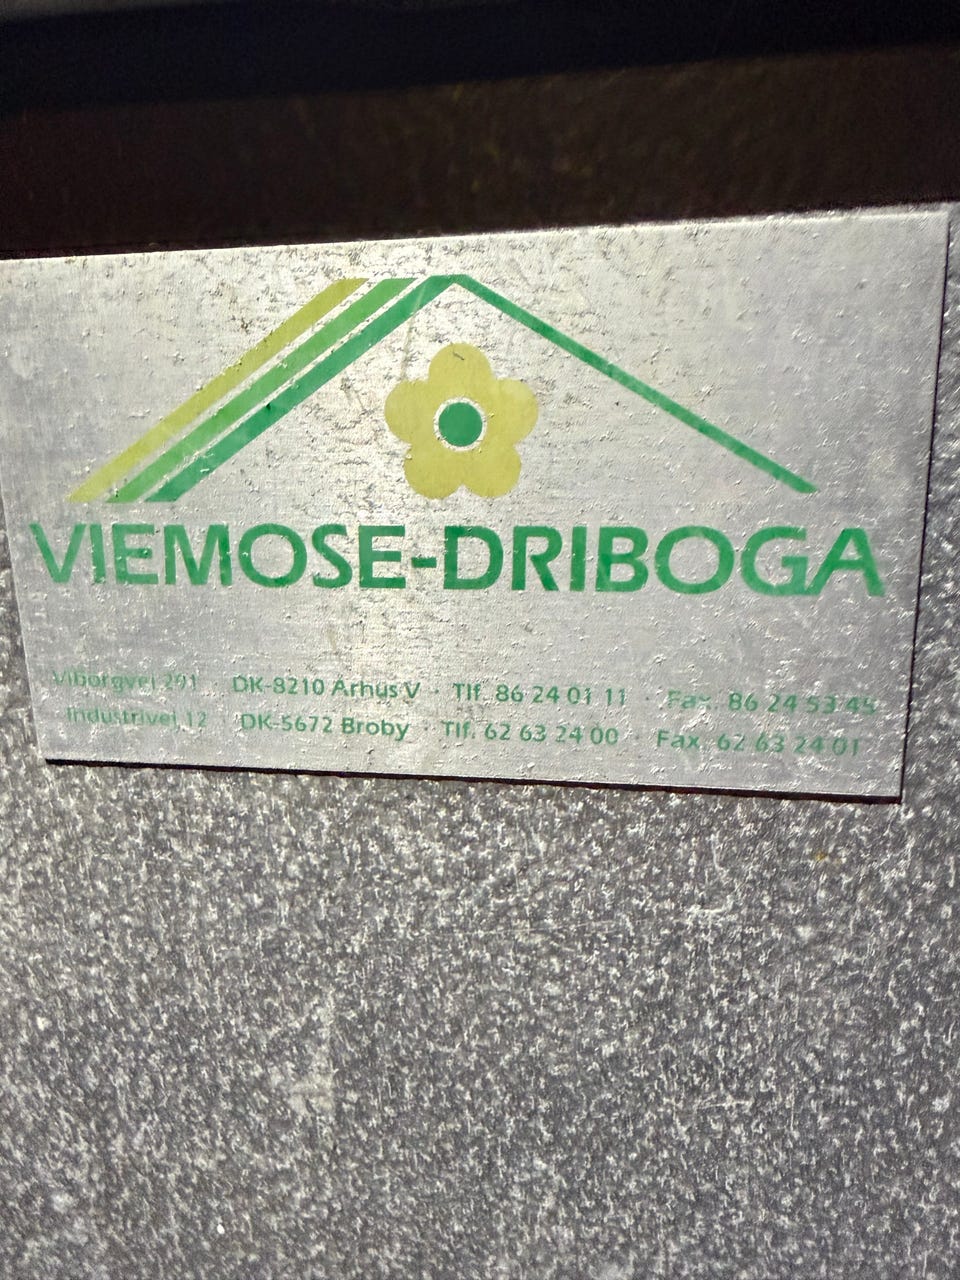 VIEMOSE-DRIBOGA
Viborgvej 291 · DK-8210 Århus V · Tlf. 86 24 01 11 · Fax. 86 24 53 45
Industrivej 12 · DK-5672 Broby · Tlf. 62 63 24 00 · Fax. 62 63 24 01